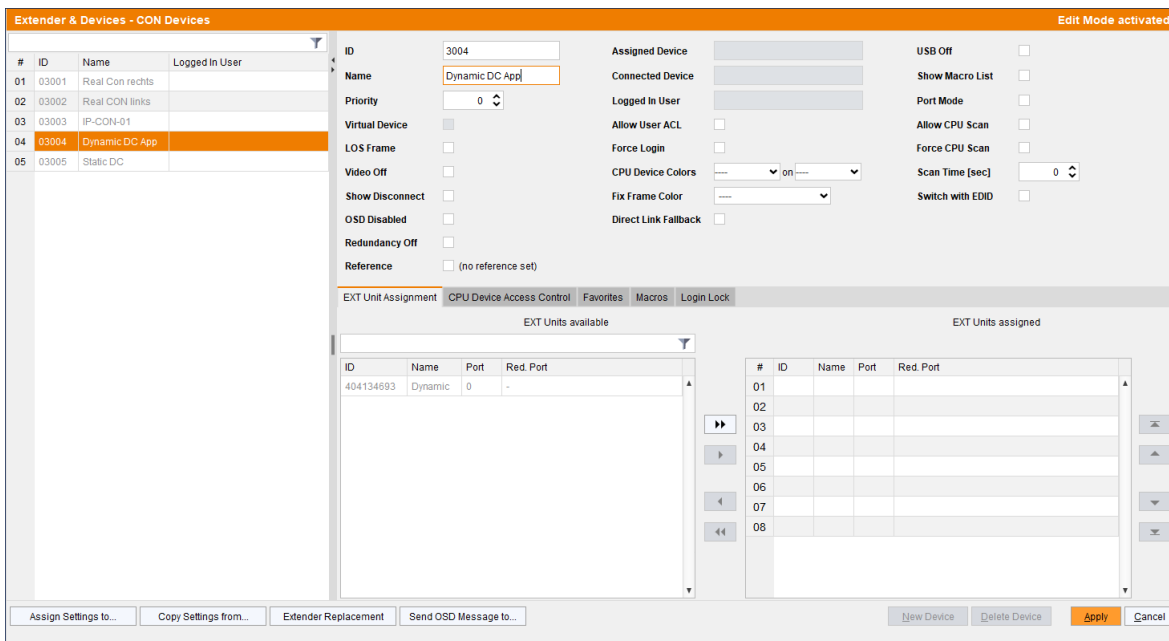 Extender & Devices - CON Devices
Edit Mode activated
# ID Name Logged In User
01 03001 Real Con rechts
02 03002 Real CON links
03 03003 IP-CON-01
04 03004 Dynamic DC App
05 03005 Static DC
ID 3004 Assigned Device USB Off
Name Dynamic DC App Connected Device Show Macro List
Priority 0 Logged In User Port Mode
Virtual Device Allow User ACL Allow CPU Scan
LOS Frame Force Login Force CPU Scan
Video Off CPU Device Colors ---- on ---- Scan Time [sec] 0
Show Disconnect Fix Frame Color ---- Switch with EDID
OSD Disabled Direct Link Fallback
Redundancy Off
Reference (no reference set)
EXT Unit Assignment CPU Device Access Control Favorites Macros Login Lock
EXT Units available
ID Name Port Red. Port
404134693 Dynamic 0 -
EXT Units assigned
# ID Name Port Red. Port
01
02
03
04
05
06
07
08
Assign Settings to... Copy Settings from... Extender Replacement Send OSD Message to... New Device Delete Device Apply Cancel